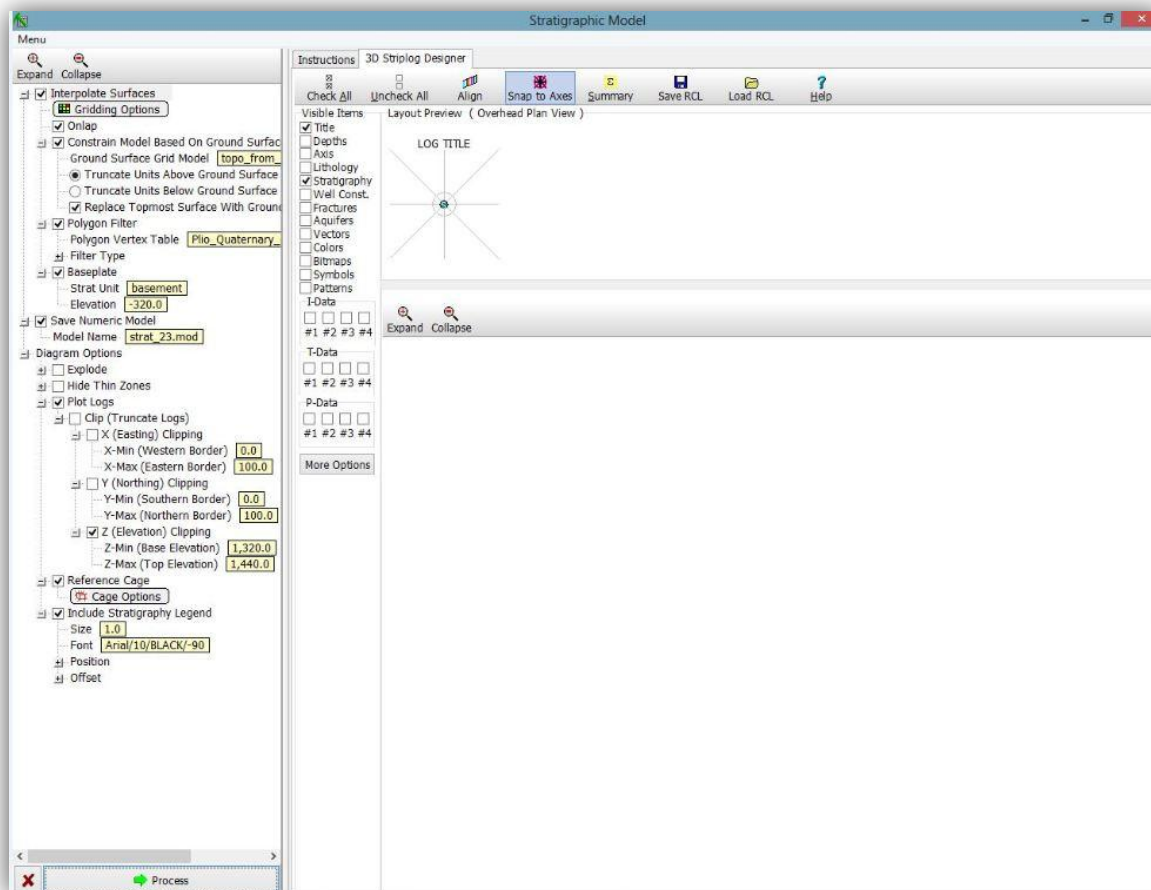 Stratigraphic Model
Menu
Expand Collapse
Interpolate Surfaces
Gridding Options
Onlap
Constrain Model Based On Ground Surfac
Ground Surface Grid Model topo_from_
Truncate Units Above Ground Surface
Truncate Units Below Ground Surface
Replace Topmost Surface With Ground
Polygon Filter
Polygon Vertex Table Plio_Quaternary_
Filter Type
Baseplate
Strat Unit basement
Elevation -320.0
Save Numeric Model
Model Name strat_23.mod
Diagram Options
Explode
Hide Thin Zones
Plot Logs
Clip (Truncate Logs)
X (Easting) Clipping
X-Min (Western Border) 0.0
X-Max (Eastern Border) 100.0
Y (Northing) Clipping
Y-Min (Southern Border) 0.0
Y-Max (Northern Border) 100.0
Z (Elevation) Clipping
Z-Min (Base Elevation) 1,320.0
Z-Max (Top Elevation) 1,440.0
Reference Cage
Cage Options
Include Stratigraphy Legend
Size 1.0
Font Arial/10/BLACK/-90
Position
Offset
Process
Instructions 3D Striplog Designer
Check All Uncheck All Align Snap to Axes Summary Save RCL Load RCL Help
Visible Items
Title
Depths
Axis
Lithology
Stratigraphy
Well Const.
Fractures
Aquifers
Vectors
Colors
Bitmaps
Symbols
Patterns
I-Data
#1 #2 #3 #4
T-Data
#1 #2 #3 #4
P-Data
#1 #2 #3 #4
More Options
Layout Preview ( Overhead Plan View )
LOG TITLE
Expand Collapse